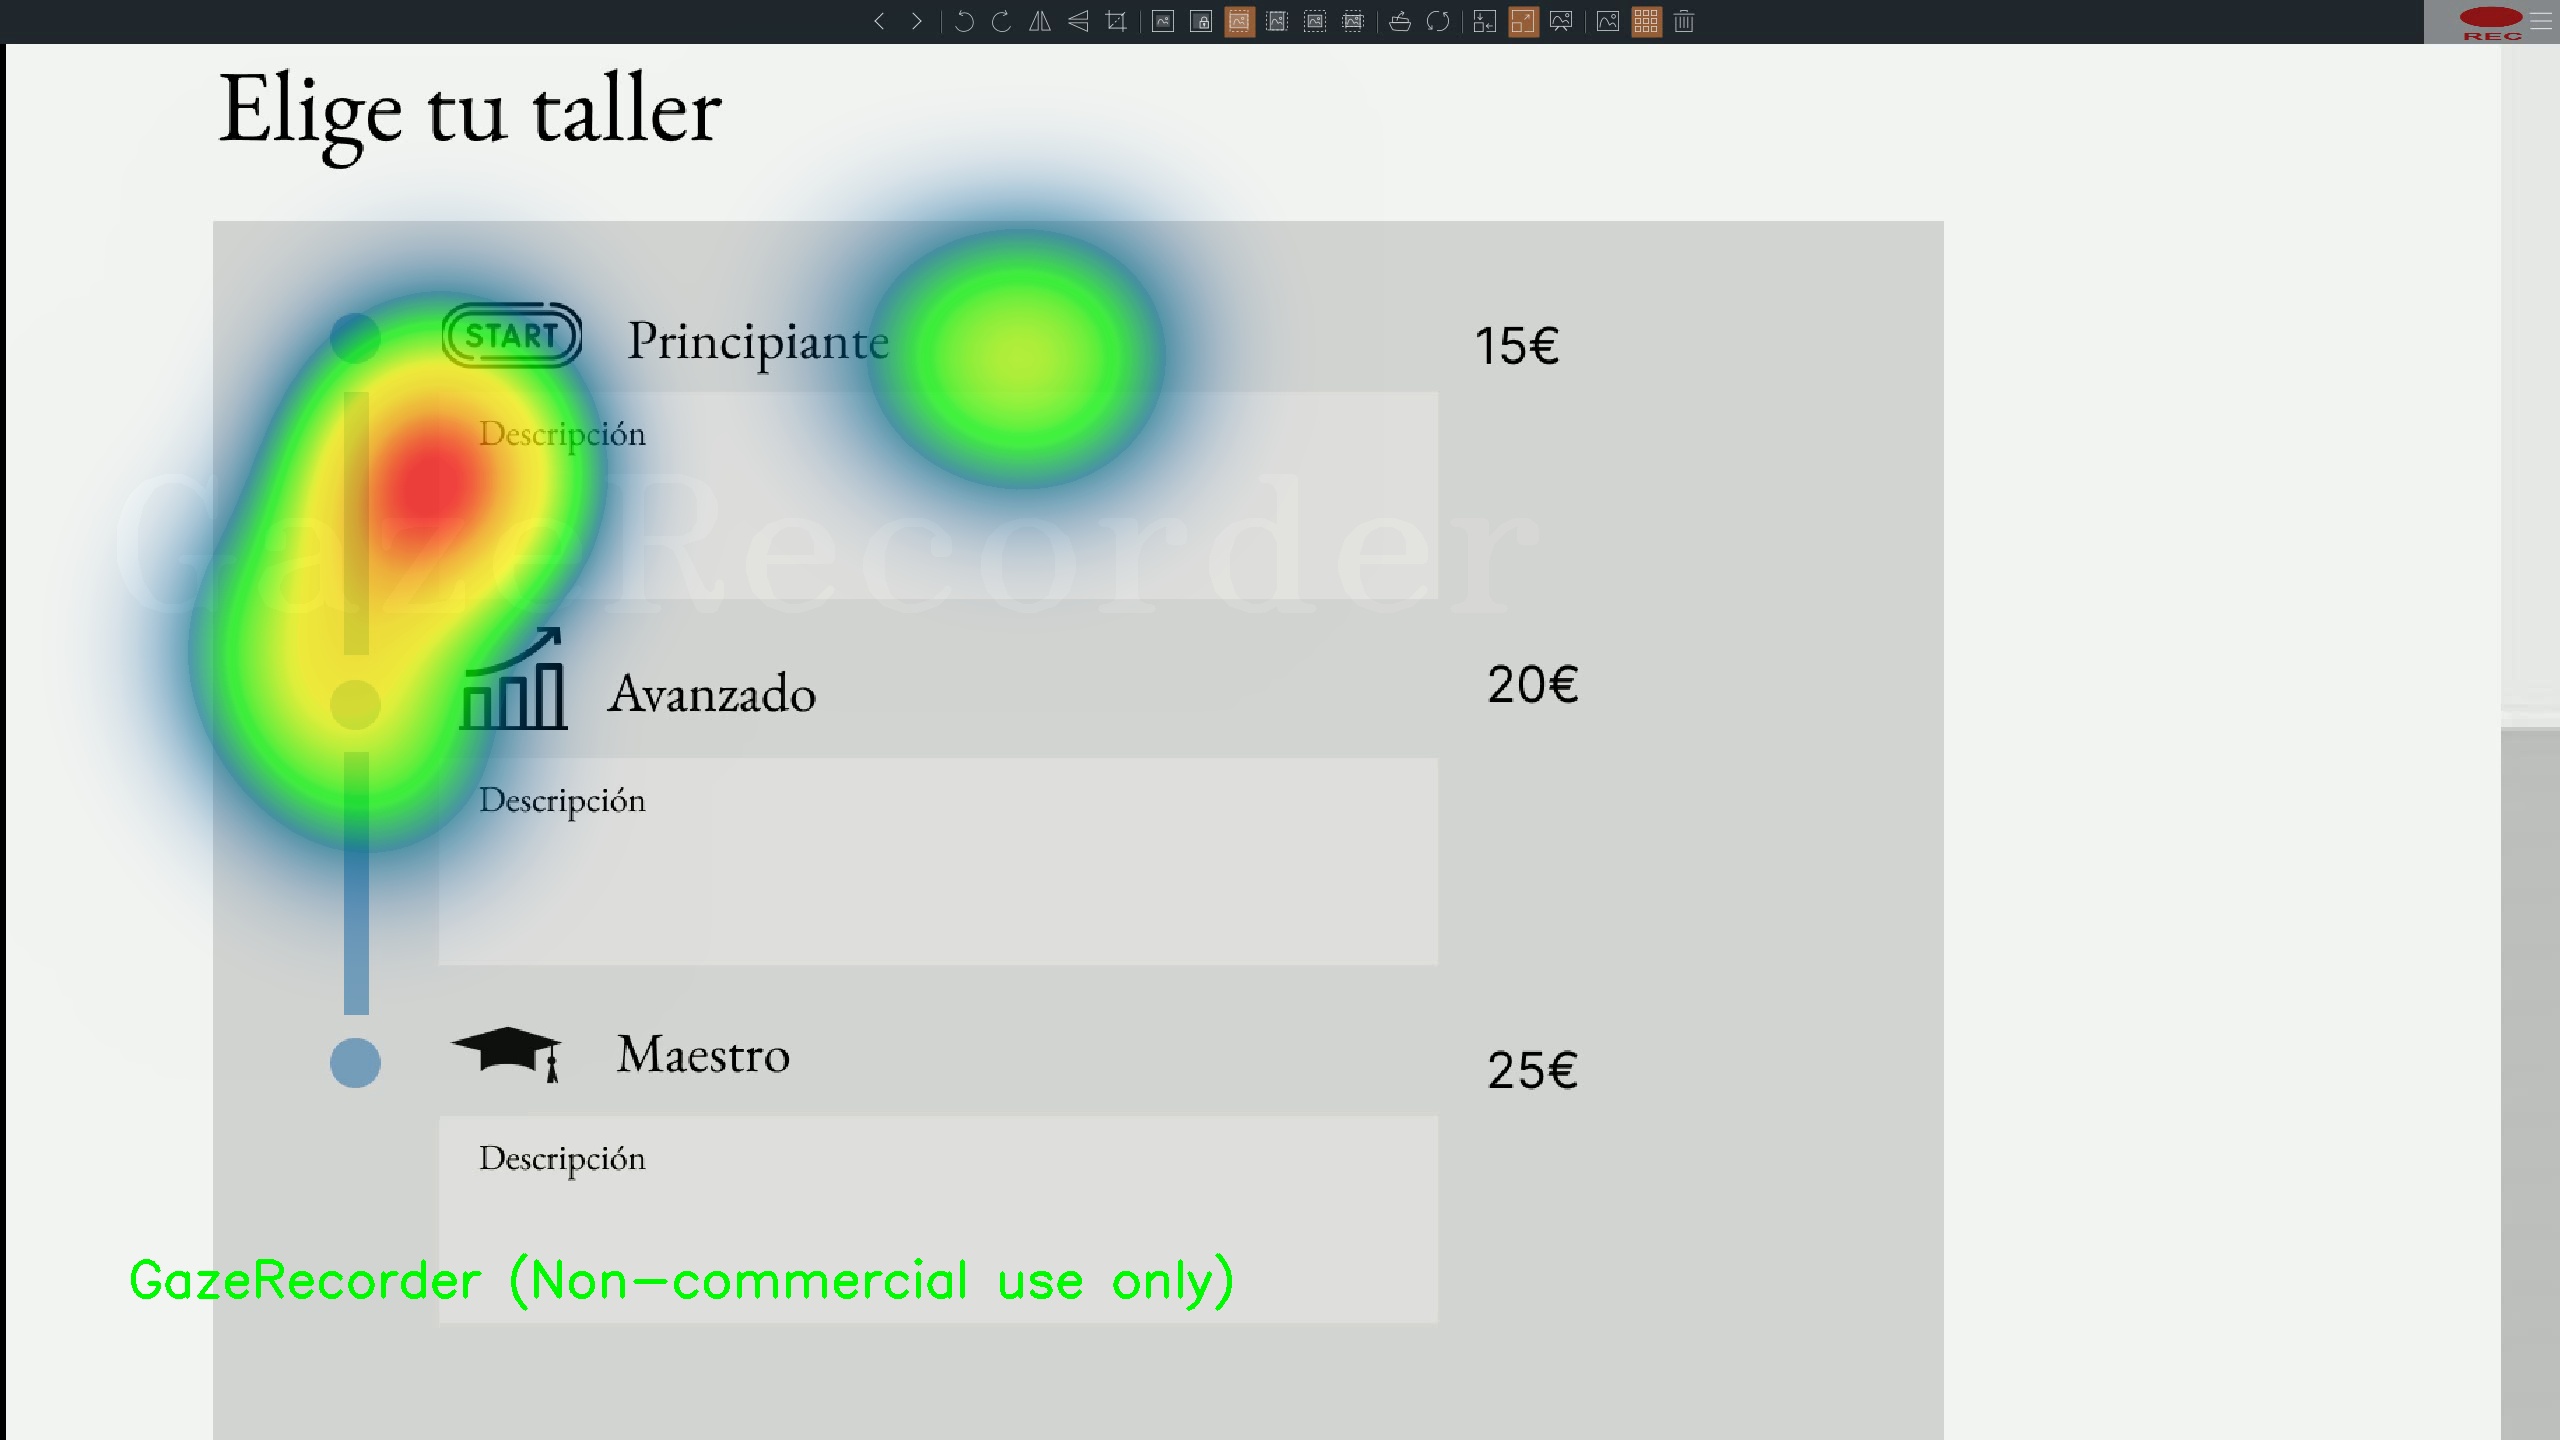 REC
Elige tu taller
START Principiante 15€
Descripción
GazeRecorder
Avanzado 20€
Descripción
Maestro 25€
Descripción
GazeRecorder (Non-commercial use only)